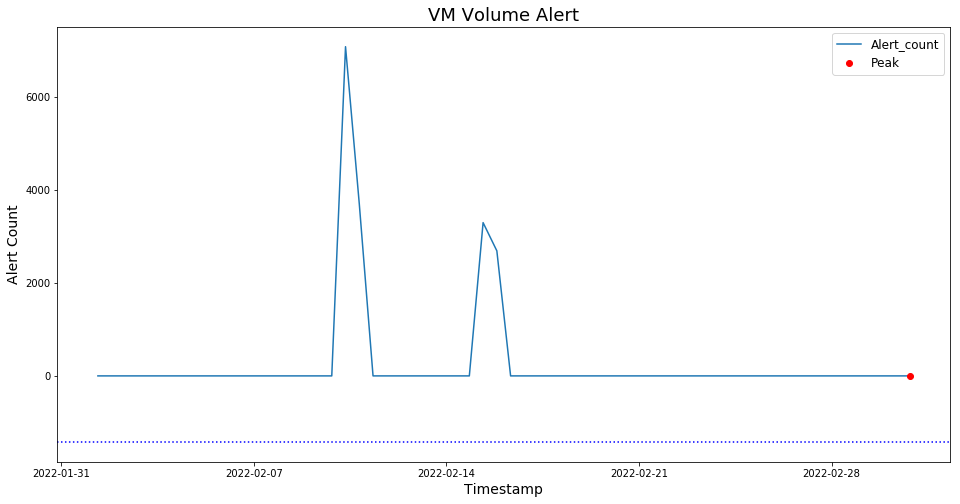 VM Volume Alert
Alert_count
Peak
6000
4000
2000
0
Alert Count
2022-01-31
2022-02-07
2022-02-14
2022-02-21
2022-02-28
Timestamp